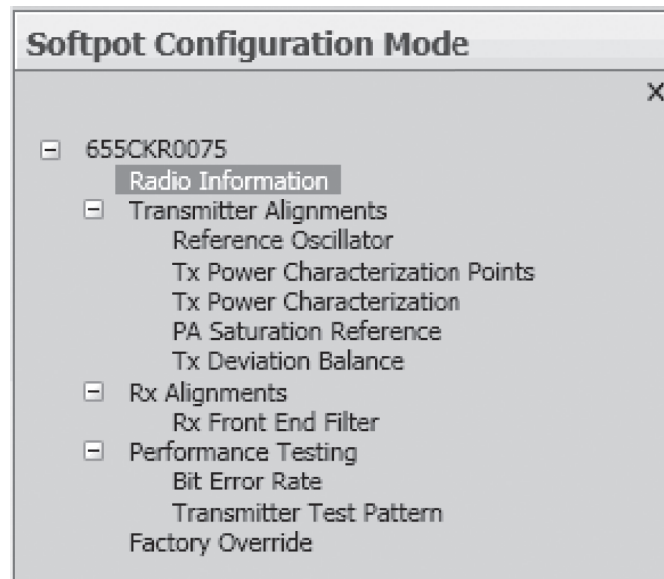 Softpot Configuration Mode
X
655CKR0075
Radio Information
Transmitter Alignments
Reference Oscillator
Tx Power Characterization Points
Tx Power Characterization
PA Saturation Reference
Tx Deviation Balance
Rx Alignments
Rx Front End Filter
Performance Testing
Bit Error Rate
Transmitter Test Pattern
Factory Override